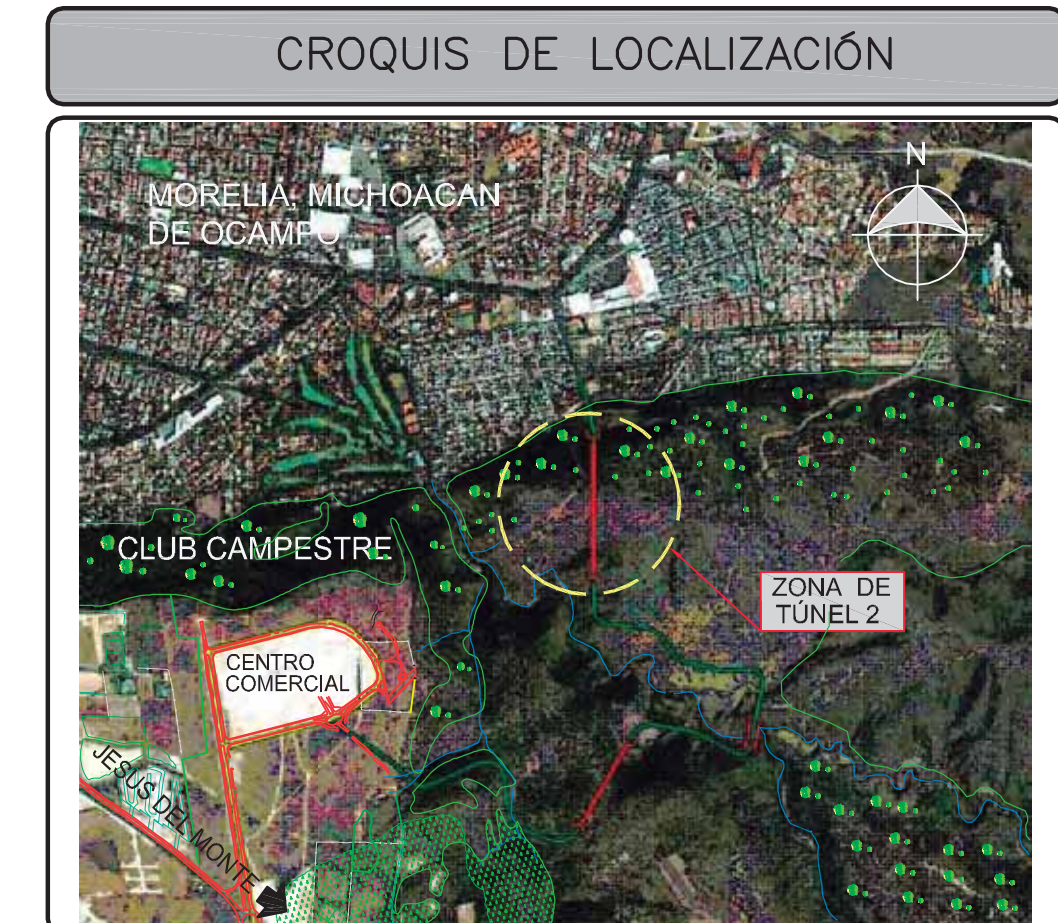 CROQUIS DE LOCALIZACIÓN
MORELIA, MICHOACAN
DE OCAMPO
N
CLUB CAMPESTRE
ZONA DE
TÚNEL 2
CENTRO
COMERCIAL
JESUS DEL MONTE